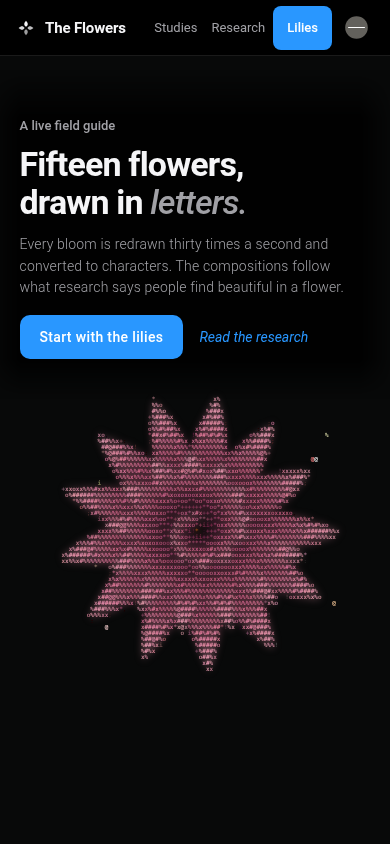 The Flowers
Studies Research Lilies
A live field guide
Fifteen flowers,
drawn in letters.
Every bloom is redrawn thirty times a second and
converted to characters. The compositions follow
what research says people find beautiful in a flower.
Start with the lilies
Read the research